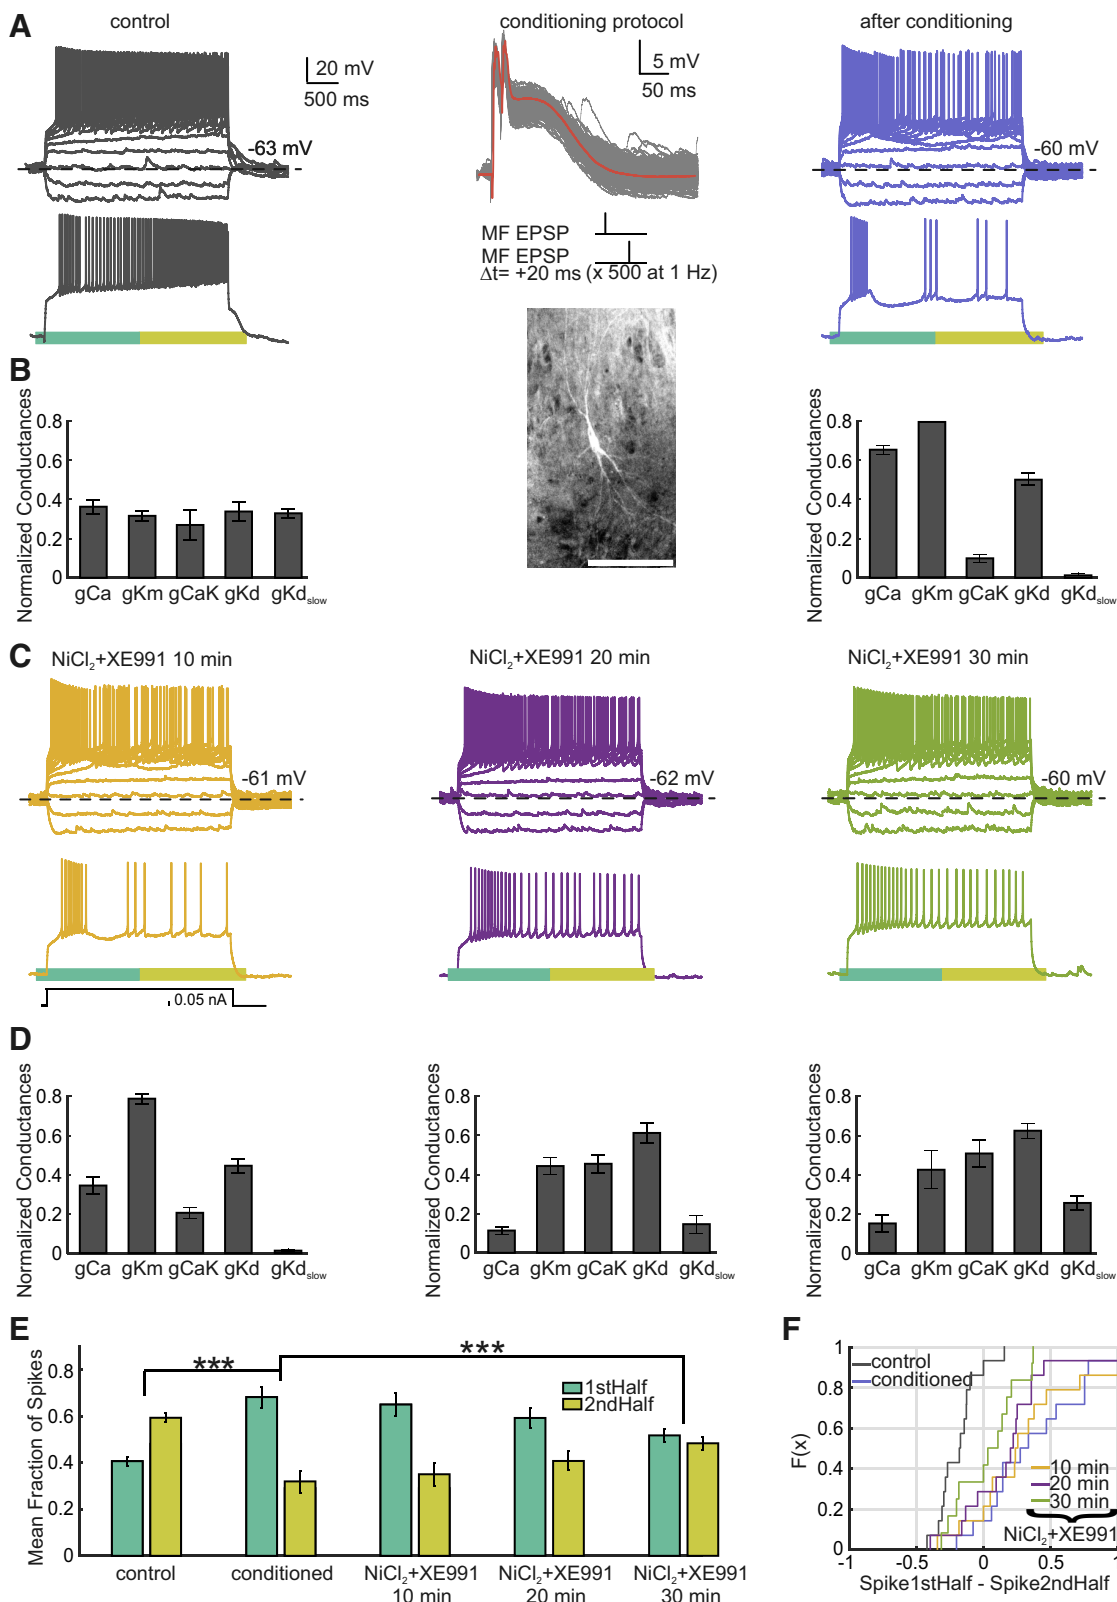 A
control
conditioning protocol
after conditioning
20 mV
500 ms
5 mV
50 ms
-63 mV
-60 mV
MF EPSP
MF EPSP
Δt= +20 ms (x 500 at 1 Hz)
B
Normalized Conductances
0.8
0.6
0.4
0.2
0
gCa gKm gCaK gKd gKdslow
Normalized Conductances
0.8
0.6
0.4
0.2
0
gCa gKm gCaK gKd gKdslow
C
NiCl2+XE991 10 min
NiCl2+XE991 20 min
NiCl2+XE991 30 min
-61 mV
-62 mV
-60 mV
0.05 nA
D
Normalized Conductances
0.8
0.6
0.4
0.2
0
gCa gKm gCaK gKd gKdslow
Normalized Conductances
0.8
0.6
0.4
0.2
0
gCa gKm gCaK gKd gKdslow
Normalized Conductances
0.8
0.6
0.4
0.2
0
gCa gKm gCaK gKd gKdslow
E
Mean Fraction of Spikes
0.8
0.6
0.4
0.2
0
***
***
1stHalf
2ndHalf
control
conditioned
NiCl2+XE991
10 min
NiCl2+XE991
20 min
NiCl2+XE991
30 min
F
F(x)
1
0.8
0.6
0.4
0.2
0
control
conditioned
10 min
20 min
30 min
NiCl2+XE991
-1 -0.5 0 0.5 1
Spike1stHalf - Spike2ndHalf